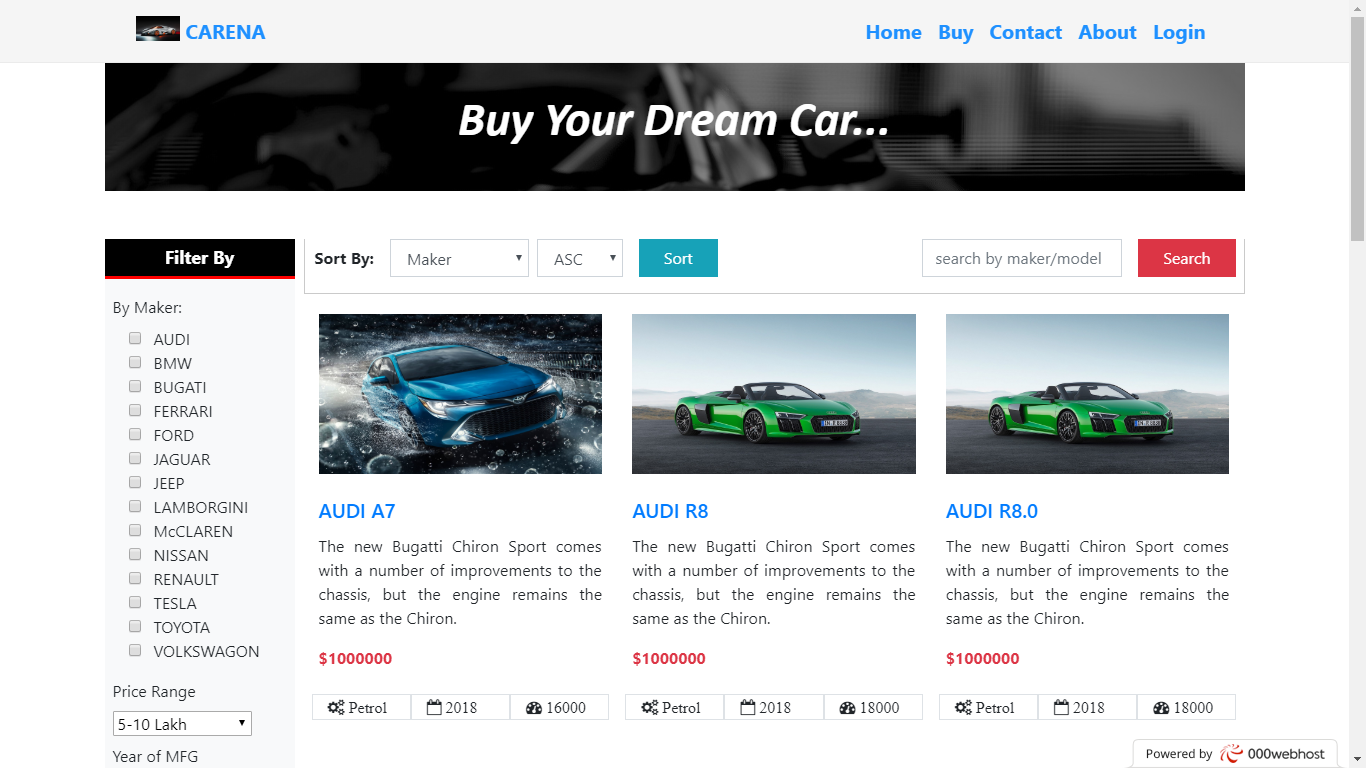 CARENA
Home Buy Contact About Login
Buy Your Dream Car...
Filter By
Sort By: Maker ASC Sort search by maker/model Search
By Maker:
AUDI
BMW
BUGATI
FERRARI
FORD
JAGUAR
JEEP
LAMBORGINI
McCLAREN
NISSAN
RENAULT
TESLA
TOYOTA
VOLKSWAGON
Price Range
5-10 Lakh
Year of MFG
AUDI A7
The new Bugatti Chiron Sport comes
with a number of improvements to the
chassis, but the engine remains the
same as the Chiron.
$1000000
Petrol 2018 16000
AUDI R8
The new Bugatti Chiron Sport comes
with a number of improvements to the
chassis, but the engine remains the
same as the Chiron.
$1000000
Petrol 2018 18000
AUDI R8.0
The new Bugatti Chiron Sport comes
with a number of improvements to the
chassis, but the engine remains the
same as the Chiron.
$1000000
Petrol 2018 18000
Powered by 000webhost